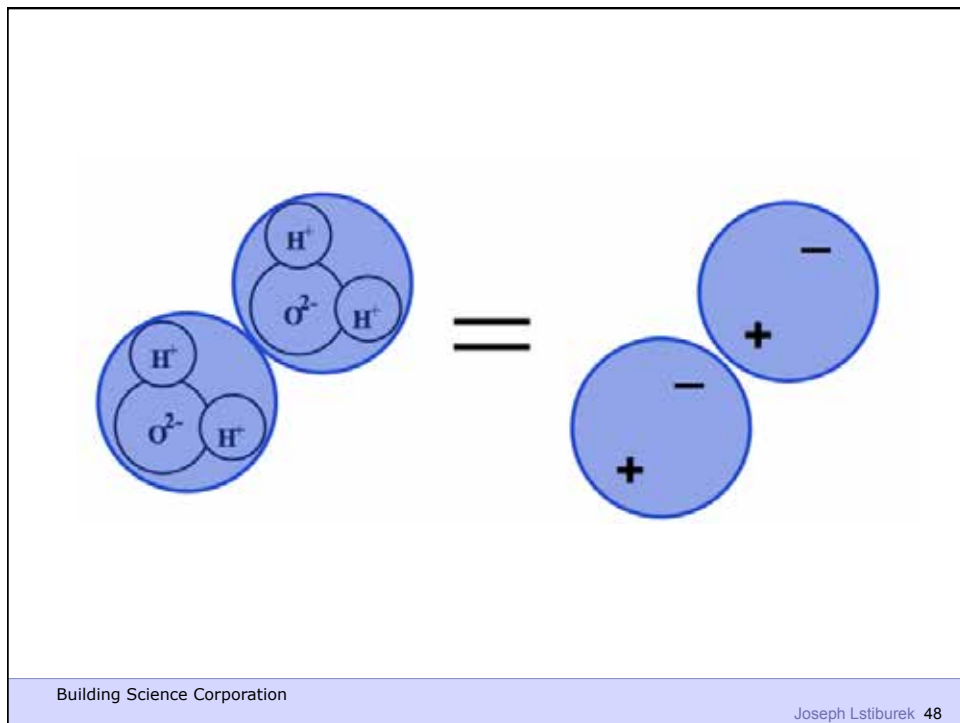 H⁺
O²⁻ H⁺
H⁺
O²⁻ H⁺
=
−
+
−
+
Building Science Corporation
Joseph Lstiburek 48